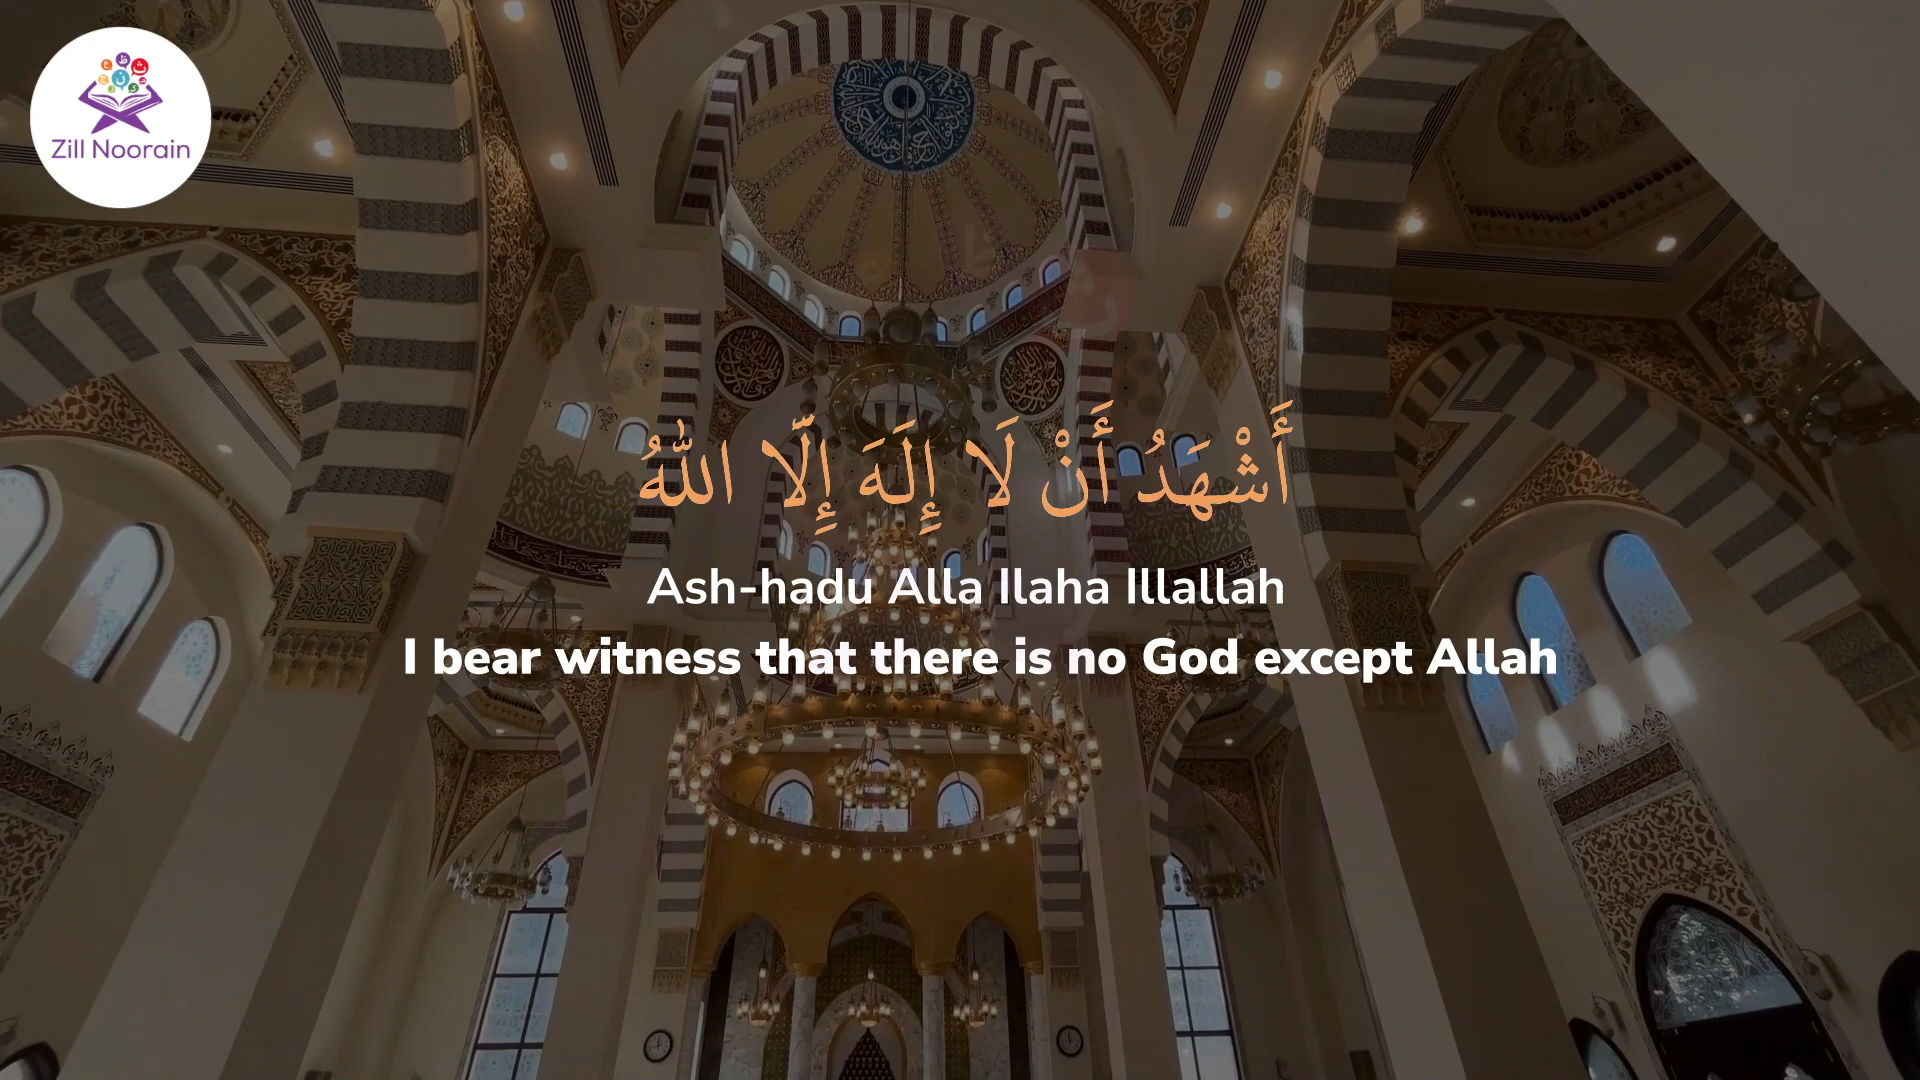 Zill Noorain
أَشْهَدُ أَنْ لَا إِلَهَ إِلَّا اللّٰهُ
Ash-hadu Alla Ilaha Illallah
I bear witness that there is no God except Allah